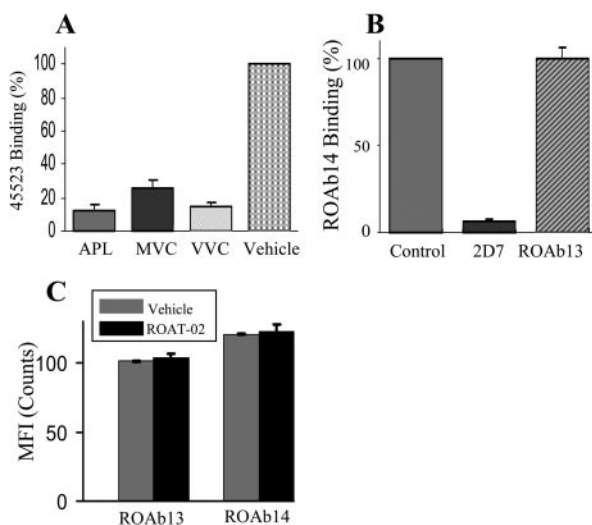 A
45523 Binding (%)
100
80
60
40
20
0
APL MVC VVC Vehicle
B
ROAb14 Binding (%)
100
50
0
Control 2D7 ROAb13
C
Vehicle
ROAT-02
MFI (Counts)
100
50
0
ROAb13 ROAb14